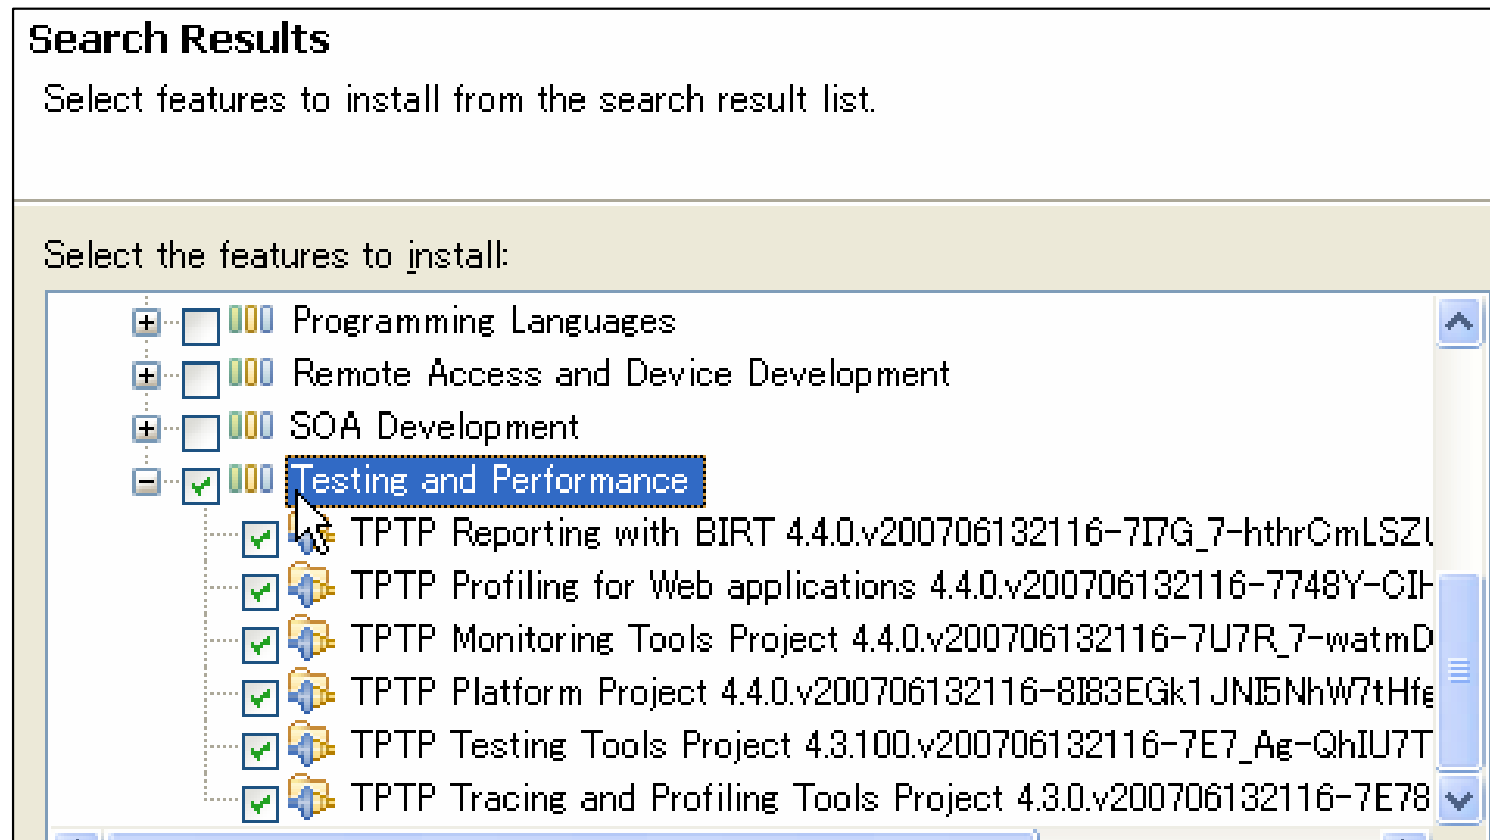 Search Results
Select features to install from the search result list.
Select the features to install:
Programming Languages
Remote Access and Device Development
SOA Development
Testing and Performance
TPTP Reporting with BIRT 4.4.0.v200706132116-7I7G_7-hthrCmLSZL
TPTP Profiling for Web applications 4.4.0.v200706132116-7748Y-CIH
TPTP Monitoring Tools Project 4.4.0.v200706132116-7U7R_7-watmD
TPTP Platform Project 4.4.0.v200706132116-8I83EGk1JNI5NhW7tHfe
TPTP Testing Tools Project 4.3.100.v200706132116-7E7_Ag-QhIU7T
TPTP Tracing and Profiling Tools Project 4.3.0.v200706132116-7E78